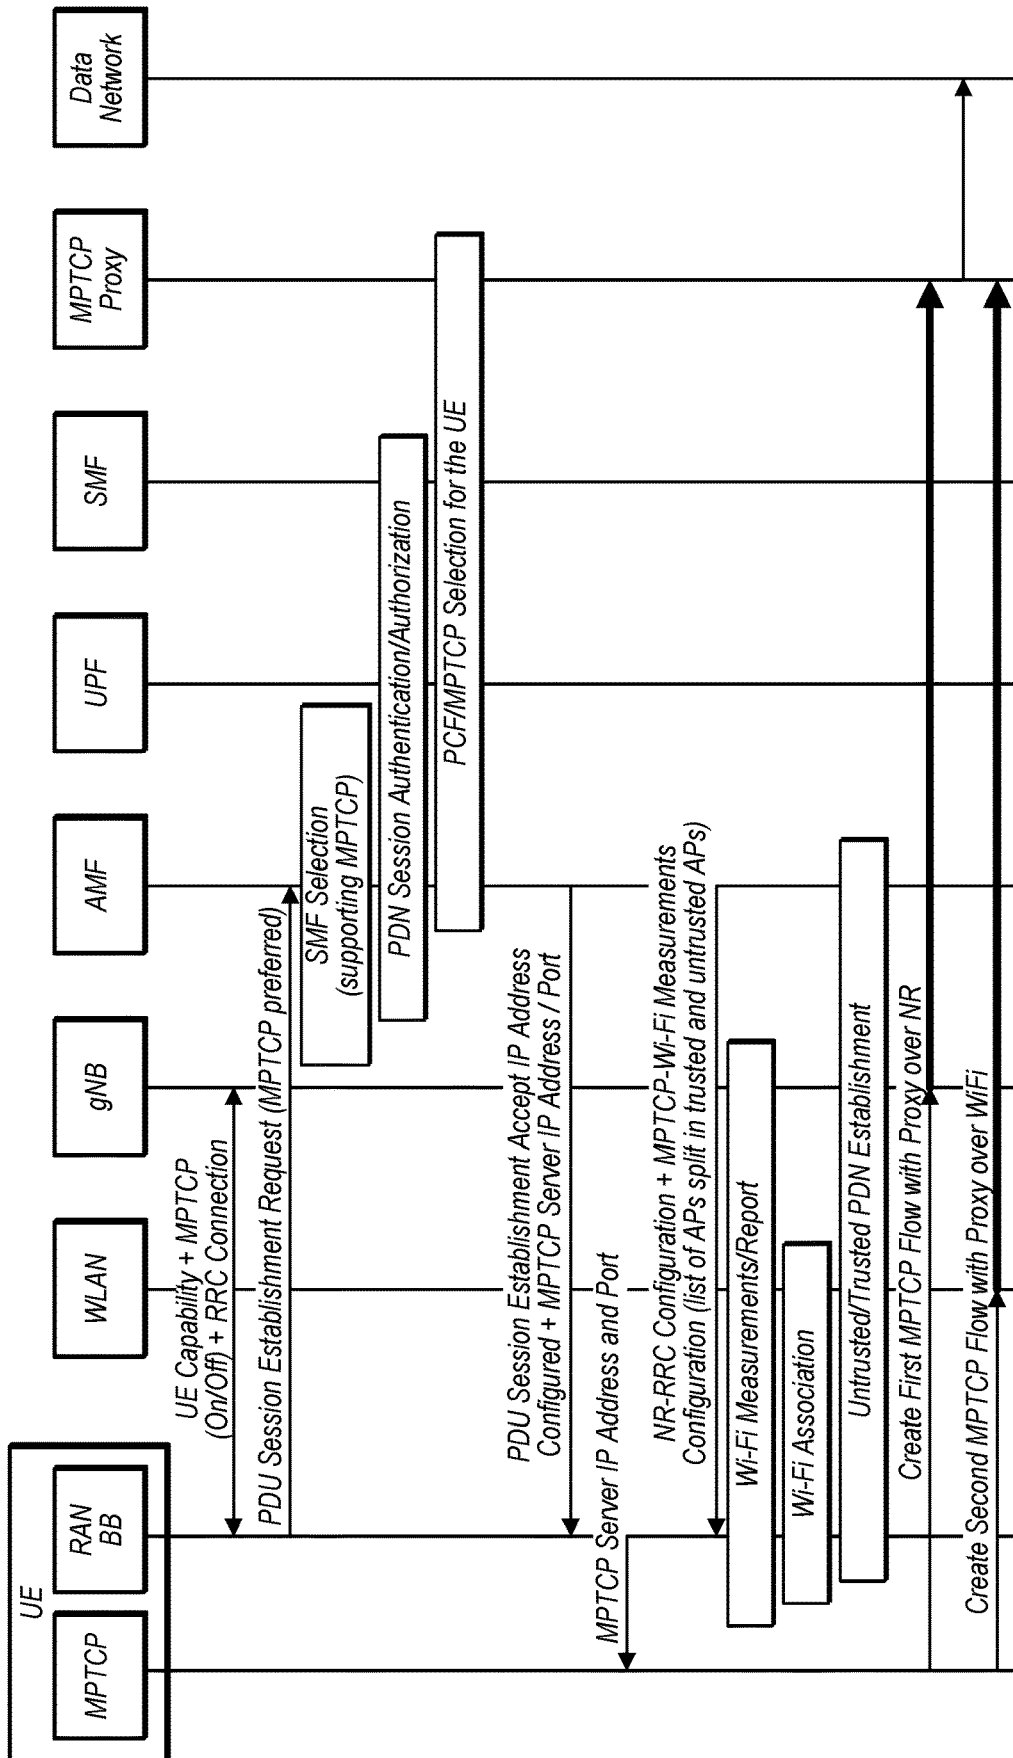 UE
MPTCP
RAN
BB
WLAN
gNB
AMF
UPF
SMF
MPTCP
Proxy
Data
Network
UE Capability + MPTCP
(On/Off) + RRC Connection
PDU Session Establishment Request (MPTCP preferred)
SMF Selection
(supporting MPTCP)
PDN Session Authentication/Authorization
PCF/MPTCP Selection for the UE
PDU Session Establishment Accept IP Address
Configured + MPTCP Server IP Address / Port
MPTCP Server IP Address and Port
NR-RRC Configuration + MPTCP-Wi-Fi Measurements
Configuration (list of APs split in trusted and untrusted APs)
Wi-Fi Measurements/Report
Wi-Fi Association
Untrusted/Trusted PDN Establishment
Create First MPTCP Flow with Proxy over NR
Create Second MPTCP Flow with Proxy over WiFi